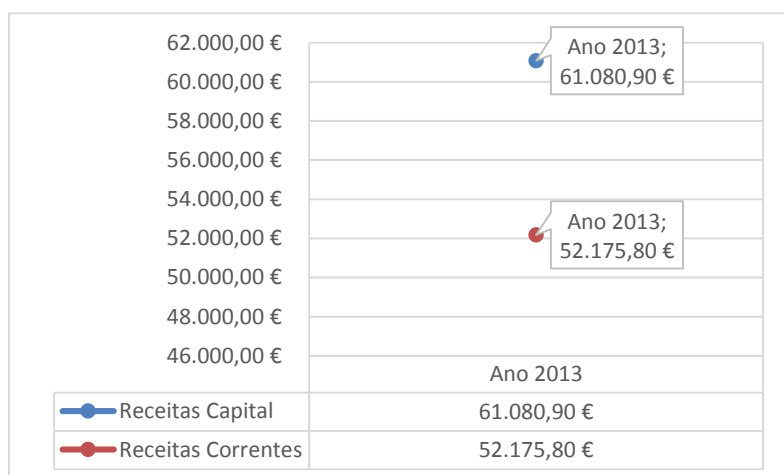 62.000,00 €
60.000,00 €
58.000,00 €
56.000,00 €
54.000,00 €
52.000,00 €
50.000,00 €
48.000,00 €
46.000,00 €
Ano 2013;
61.080,90 €
Ano 2013;
52.175,80 €
Ano 2013
Receitas Capital 61.080,90 €
Receitas Correntes 52.175,80 €